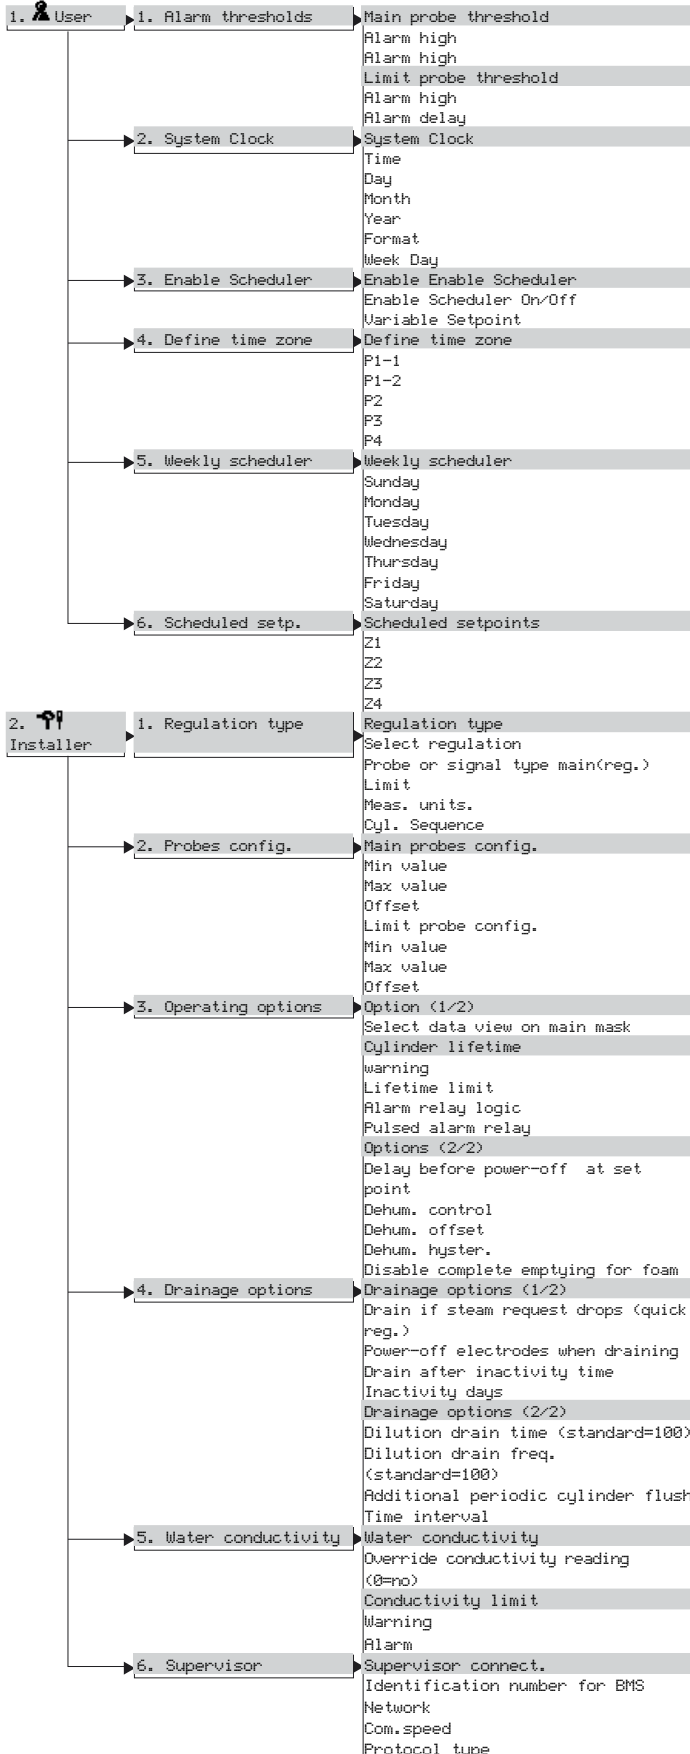 1. User
1. Alarm thresholds
Main probe threshold
Alarm high
Alarm high
Limit probe threshold
Alarm high
Alarm delay
2. System Clock
System Clock
Time
Day
Month
Year
Format
Week Day
3. Enable Scheduler
Enable Enable Scheduler
Enable Scheduler On/Off
Variable Setpoint
4. Define time zone
Define time zone
P1-1
P1-2
P2
P3
P4
5. Weekly scheduler
Weekly scheduler
Sunday
Monday
Tuesday
Wednesday
Thursday
Friday
Saturday
6. Scheduled setp.
Scheduled setpoints
Z1
Z2
Z3
Z4
2.
Installer
1. Regulation type
Regulation type
Select regulation
Probe or signal type main(reg.)
Limit
Meas. units.
Cyl. Sequence
2. Probes config.
Main probes config.
Min value
Max value
Offset
Limit probe config.
Min value
Max value
Offset
3. Operating options
Option (1/2)
Select data view on main mask
Cylinder lifetime
warning
Lifetime limit
Alarm relay logic
Pulsed alarm relay
Options (2/2)
Delay before power-off at set
point
Dehum. control
Dehum. offset
Dehum. hyster.
Disable complete emptying for foam
4. Drainage options
Drainage options (1/2)
Drain if steam request drops (quick
reg.)
Power-off electrodes when draining
Drain after inactivity time
Inactivity days
Drainage options (2/2)
Dilution drain time (standard=100)
Dilution drain freq.
(standard=100)
Additional periodic cylinder flush
Time interval
5. Water conductivity
Water conductivity
Override conductivity reading
(0=no)
Conductivity limit
Warning
Alarm
6. Supervisor
Supervisor connect.
Identification number for BMS
Network
Com.speed
Protocol type